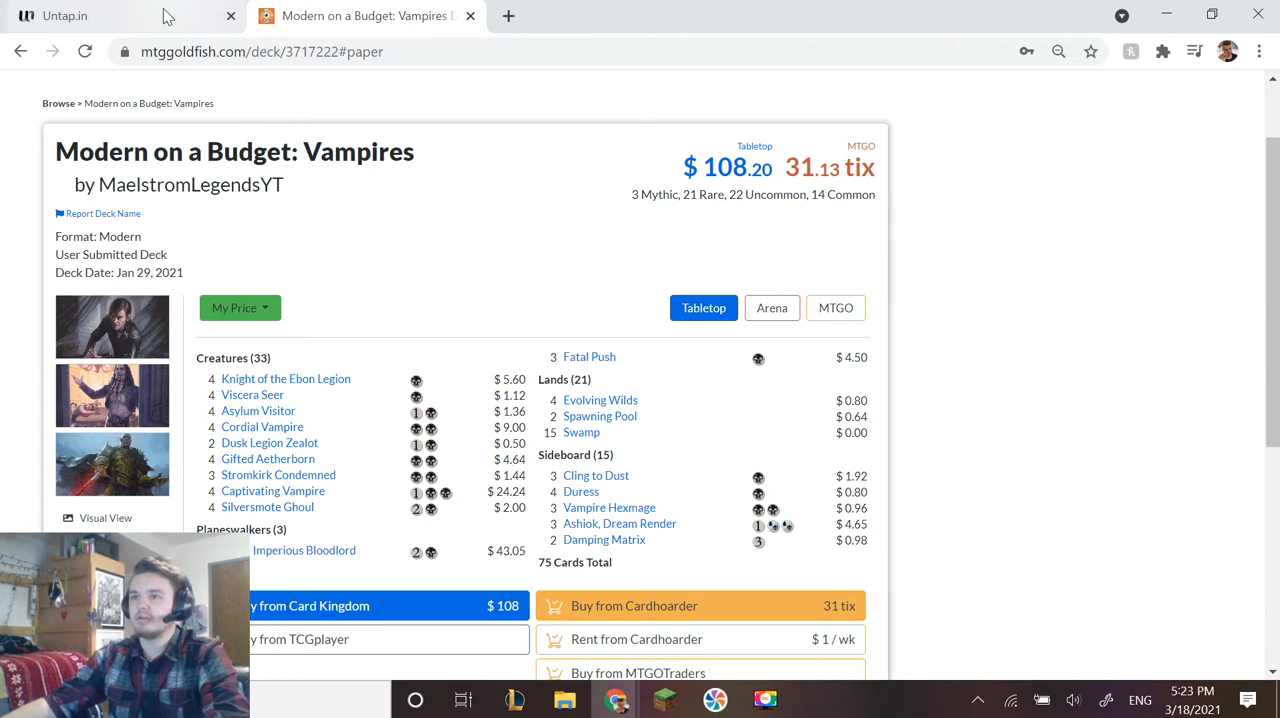 Untap.in
Modern on a Budget: Vampires D
mtggoldfish.com/deck/3717222#paper
Browse > Modern on a Budget: Vampires
Modern on a Budget: Vampires
by MaelstromLegendsYT
Report Deck Name
Format: Modern
User Submitted Deck
Deck Date: Jan 29, 2021
Tabletop MTGO
$ 108.20 31.13 tix
3 Mythic, 21 Rare, 22 Uncommon, 14 Common
My Price
Tabletop Arena MTGO
Visual View
Creatures (33)
4 Knight of the Ebon Legion $ 5.60
4 Viscera Seer $ 1.12
4 Asylum Visitor 1 $ 1.36
4 Cordial Vampire $ 9.00
2 Dusk Legion Zealot 1 $ 0.50
4 Gifted Aetherborn $ 4.64
3 Stromkirk Condemned $ 1.44
4 Captivating Vampire 1 $ 24.24
4 Silversmote Ghoul 2 $ 2.00
Planeswalkers (3)
Imperious Bloodlord 2 $ 43.05
3 Fatal Push $ 4.50
Lands (21)
4 Evolving Wilds $ 0.80
2 Spawning Pool $ 0.64
15 Swamp $ 0.00
Sideboard (15)
3 Cling to Dust $ 1.92
4 Duress $ 0.80
3 Vampire Hexmage $ 0.96
3 Ashiok, Dream Render 1 $ 4.65
2 Damping Matrix 3 $ 0.98
75 Cards Total
y from Card Kingdom $ 108
y from TCGplayer
Buy from Cardhoarder 31 tix
Rent from Cardhoarder $ 1 / wk
Buy from MTGOTraders
ENG
5:23 PM
3/18/2021